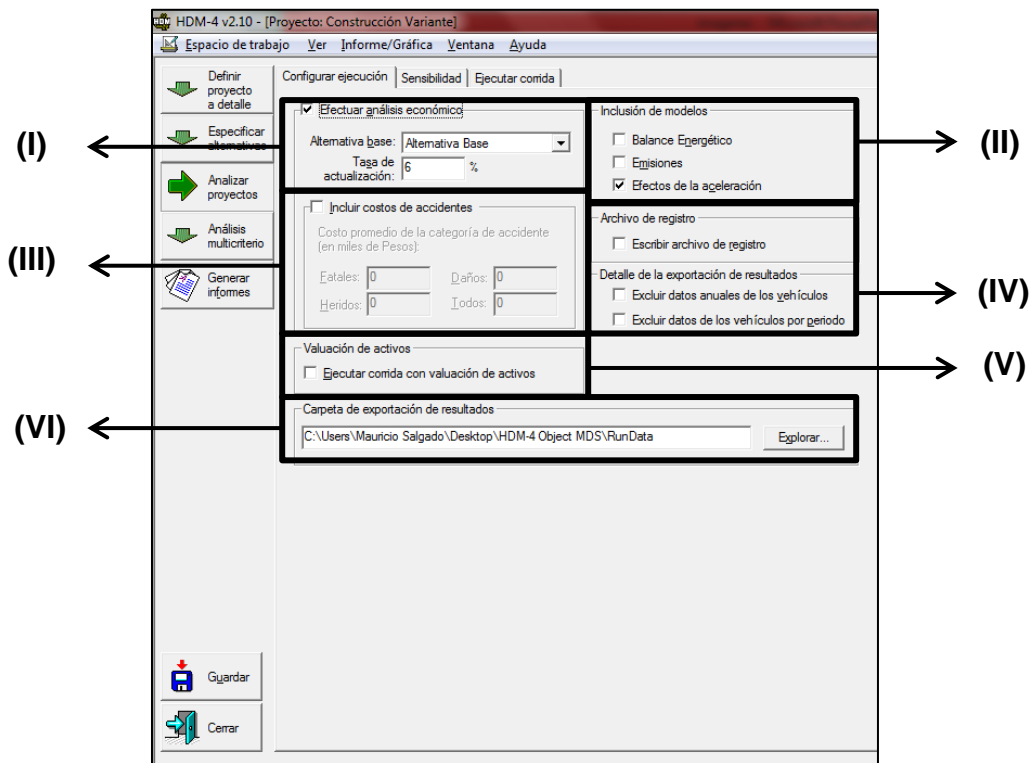 HDM-4 v2.10 - [Proyecto: Construcción Variante]
Espacio de trabajo Ver Informe/Gráfica Ventana Ayuda
Definir proyecto a detalle
Especificar alternativas
Analizar proyectos
Análisis multicriterio
Generar informes
Guardar
Cerrar
Configurar ejecución Sensibilidad Ejecutar corrida
(I)
Efectuar análisis económico
Alternativa base: Alternativa Base
Tasa de actualización: 6 %
(II)
Inclusión de modelos
Balance Energético
Emisiones
Efectos de la aceleración
(III)
Incluir costos de accidentes
Costo promedio de la categoría de accidente
(en miles de Pesos):
Fatales: 0 Daños: 0
Heridos: 0 Todos: 0
(IV)
Archivo de registro
Escribir archivo de registro
Detalle de la exportación de resultados
Excluir datos anuales de los vehículos
Excluir datos de los vehículos por periodo
(V)
Valuación de activos
Ejecutar corrida con valuación de activos
(VI)
Carpeta de exportación de resultados
C:\Users\Mauricio Salgado\Desktop\HDM-4 Object MDS\RunData Explorar...